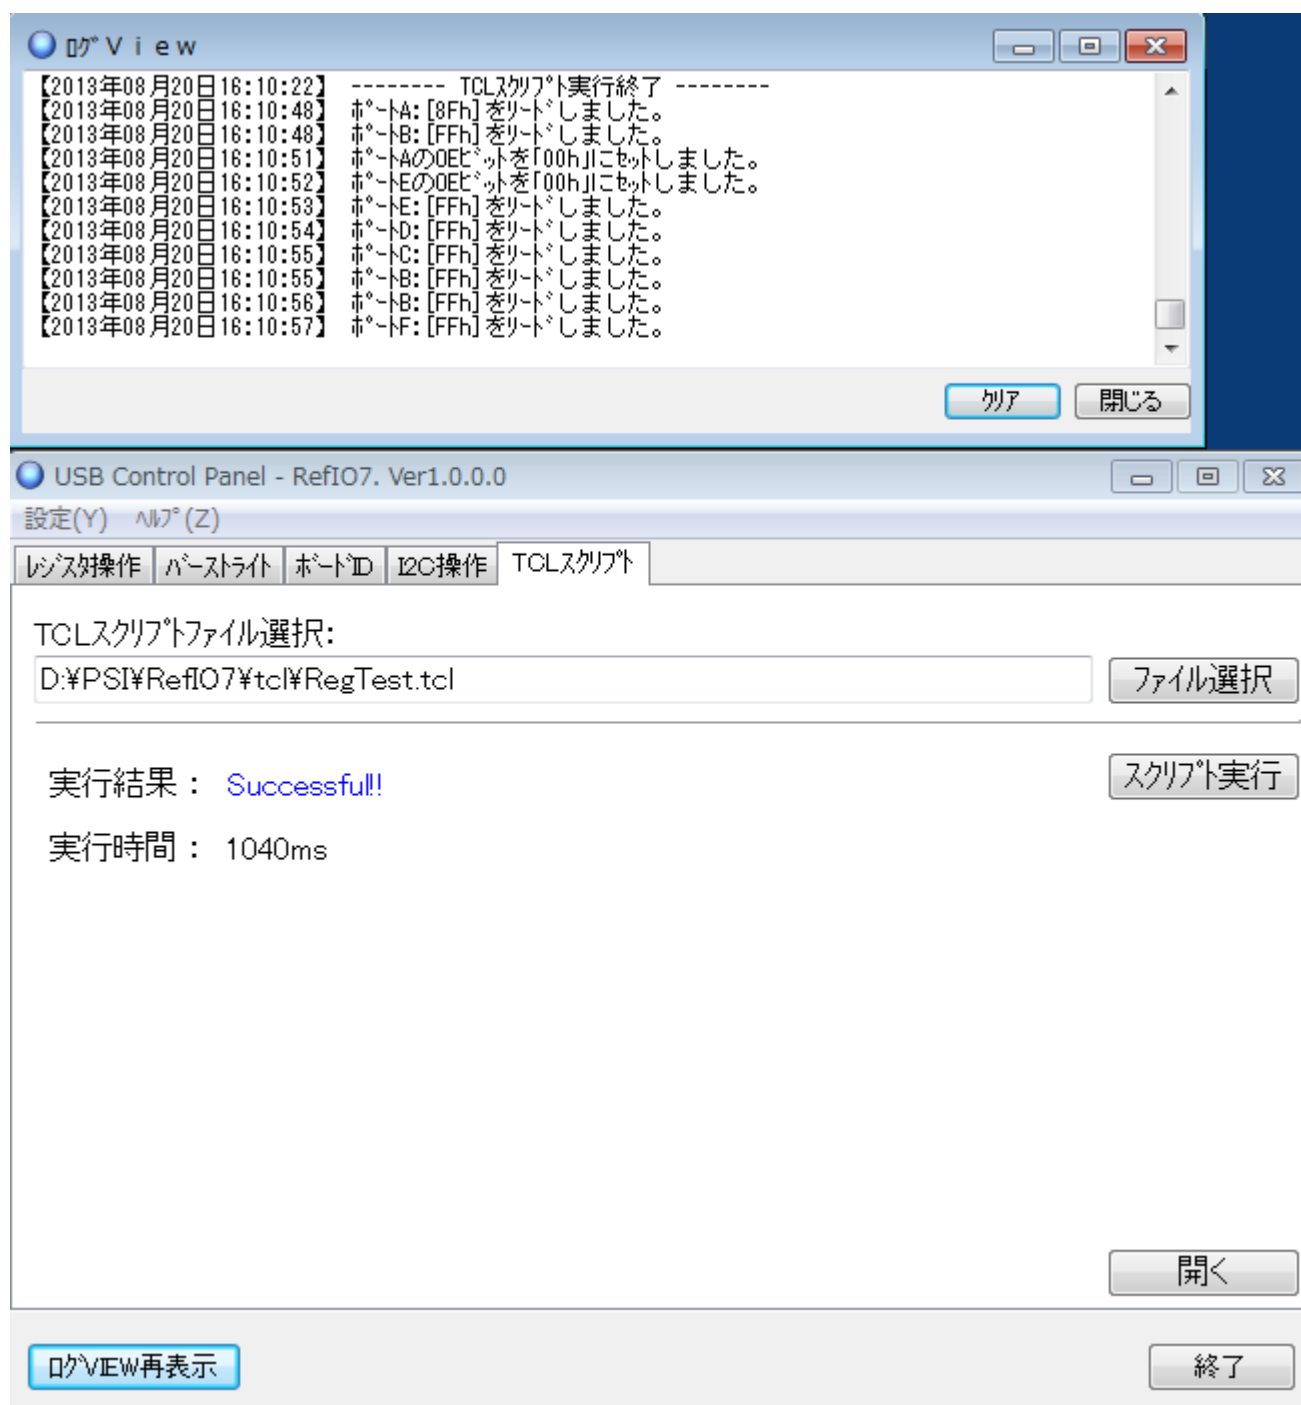 ﾛｸﾞＶｉｅｗ
【2013年08月20日16:10:22】 -------- TCLｽｸﾘﾌﾟﾄ実行終了 --------
【2013年08月20日16:10:48】 ﾎﾟｰﾄA:[8Fh]をﾘｰﾄﾞしました。
【2013年08月20日16:10:48】 ﾎﾟｰﾄB:[FFh]をﾘｰﾄﾞしました。
【2013年08月20日16:10:51】 ﾎﾟｰﾄAのOEﾋﾞｯﾄを｢00h｣にｾｯﾄしました。
【2013年08月20日16:10:52】 ﾎﾟｰﾄEのOEﾋﾞｯﾄを｢00h｣にｾｯﾄしました。
【2013年08月20日16:10:53】 ﾎﾟｰﾄE:[FFh]をﾘｰﾄﾞしました。
【2013年08月20日16:10:54】 ﾎﾟｰﾄD:[FFh]をﾘｰﾄﾞしました。
【2013年08月20日16:10:55】 ﾎﾟｰﾄC:[FFh]をﾘｰﾄﾞしました。
【2013年08月20日16:10:55】 ﾎﾟｰﾄB:[FFh]をﾘｰﾄﾞしました。
【2013年08月20日16:10:56】 ﾎﾟｰﾄB:[FFh]をﾘｰﾄﾞしました。
【2013年08月20日16:10:57】 ﾎﾟｰﾄF:[FFh]をﾘｰﾄﾞしました。
ｸﾘｱ 閉じる
USB Control Panel - RefIO7. Ver1.0.0.0
設定(Y) ﾍﾙﾌﾟ(Z)
ﾚｼﾞｽﾀ操作 ﾊﾞｰｽﾄﾗｲﾄ ﾎﾞｰﾄﾞID I2C操作 TCLｽｸﾘﾌﾟﾄ
TCLｽｸﾘﾌﾟﾄﾌｧｲﾙ選択:
D:¥PSI¥RefIO7¥tcl¥RegTest.tcl ﾌｧｲﾙ選択
実行結果： Successful!! ｽｸﾘﾌﾟﾄ実行
実行時間： 1040ms
開く
ﾛｸﾞVIEW再表示 終了